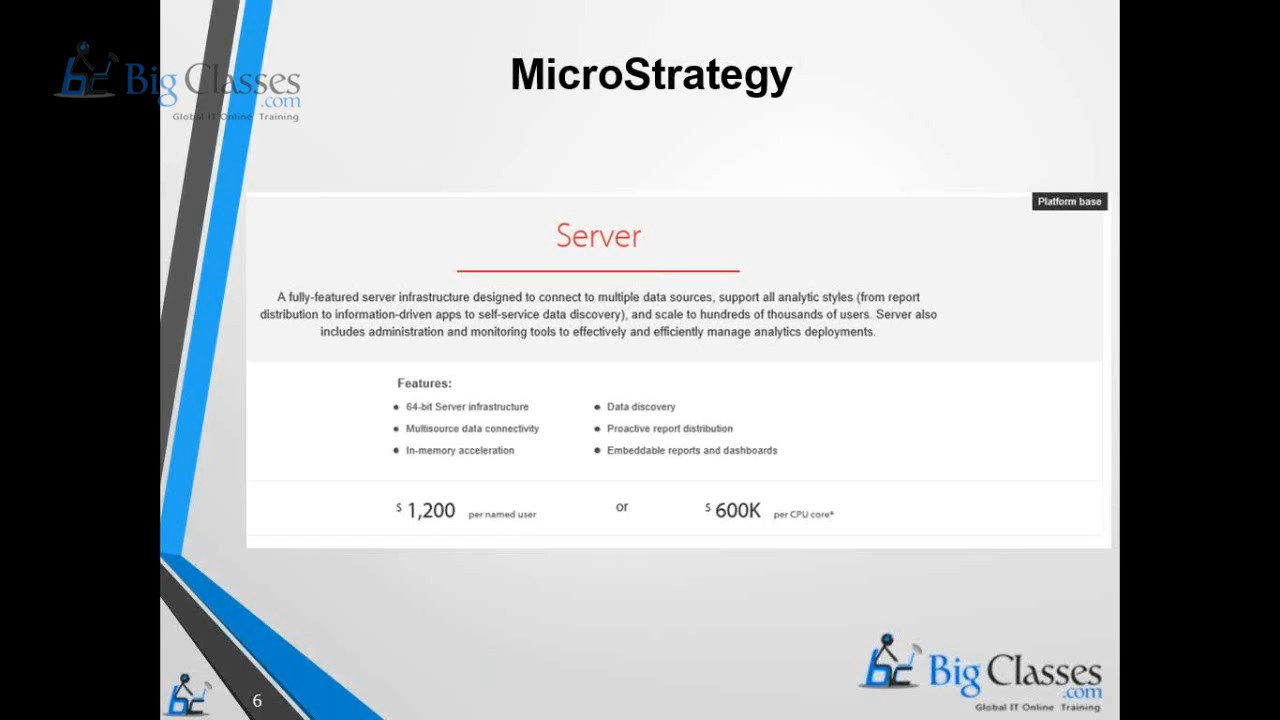 Big Classes
.com
Global IT Online Training
MicroStrategy
Platform base
Server
A fully-featured server infrastructure designed to connect to multiple data sources, support all analytic styles (from report
distribution to information-driven apps to self-service data discovery), and scale to hundreds of thousands of users. Server also
includes administration and monitoring tools to effectively and efficiently manage analytics deployments.
Features:
• 64-bit Server infrastructure
• Multisource data connectivity
• In-memory acceleration
• Data discovery
• Proactive report distribution
• Embeddable reports and dashboards
$ 1,200 per named user or $ 600K per CPU core*
6
Big Classes
.com
Global IT Online Training